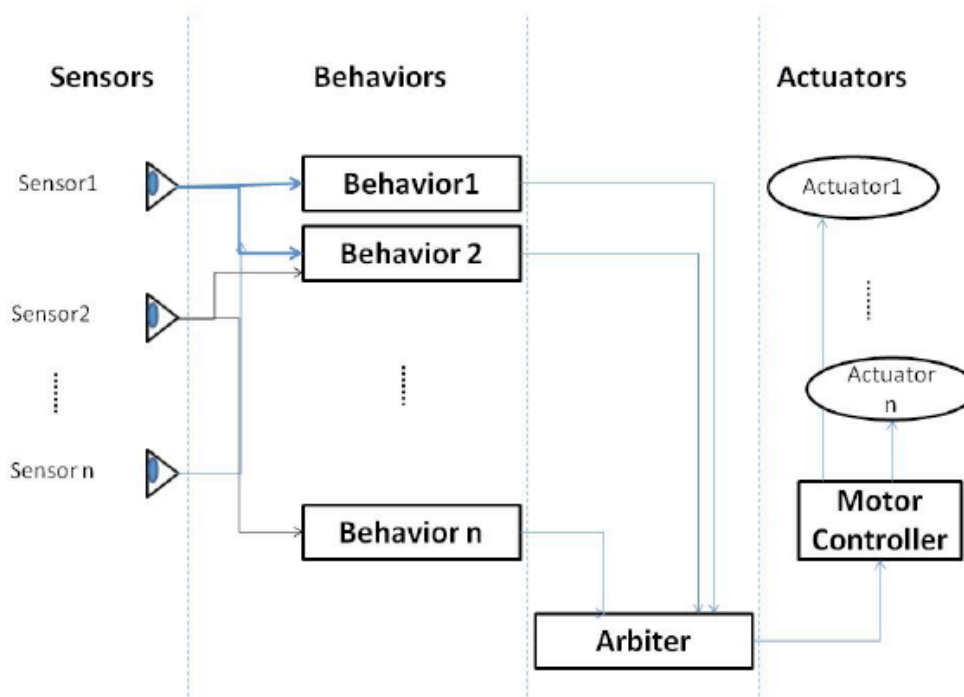 Sensors
Behaviors
Actuators
Sensor1
Behavior1
Actuator1
Behavior 2
Sensor2
Actuator
n
Sensor n
Behavior n
Motor
Controller
Arbiter